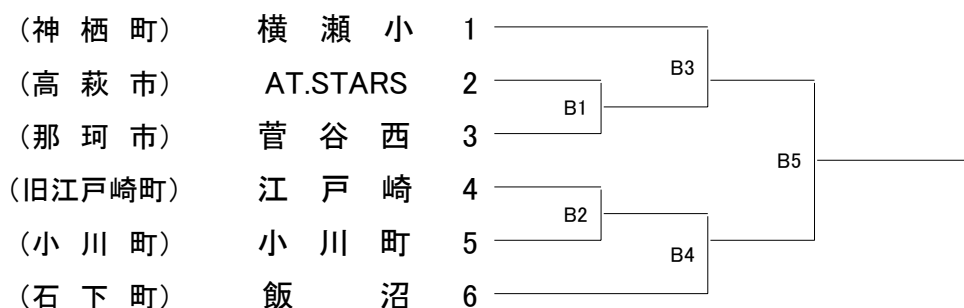 (神 栖 町) 横 瀬 小 1
B3
(高 萩 市) AT.STARS 2
B1
(那 珂 市) 菅 谷 西 3
B5
(旧江戸崎町) 江 戸 崎 4
B2
(小 川 町) 小 川 町 5
B4
(石 下 町) 飯 沼 6